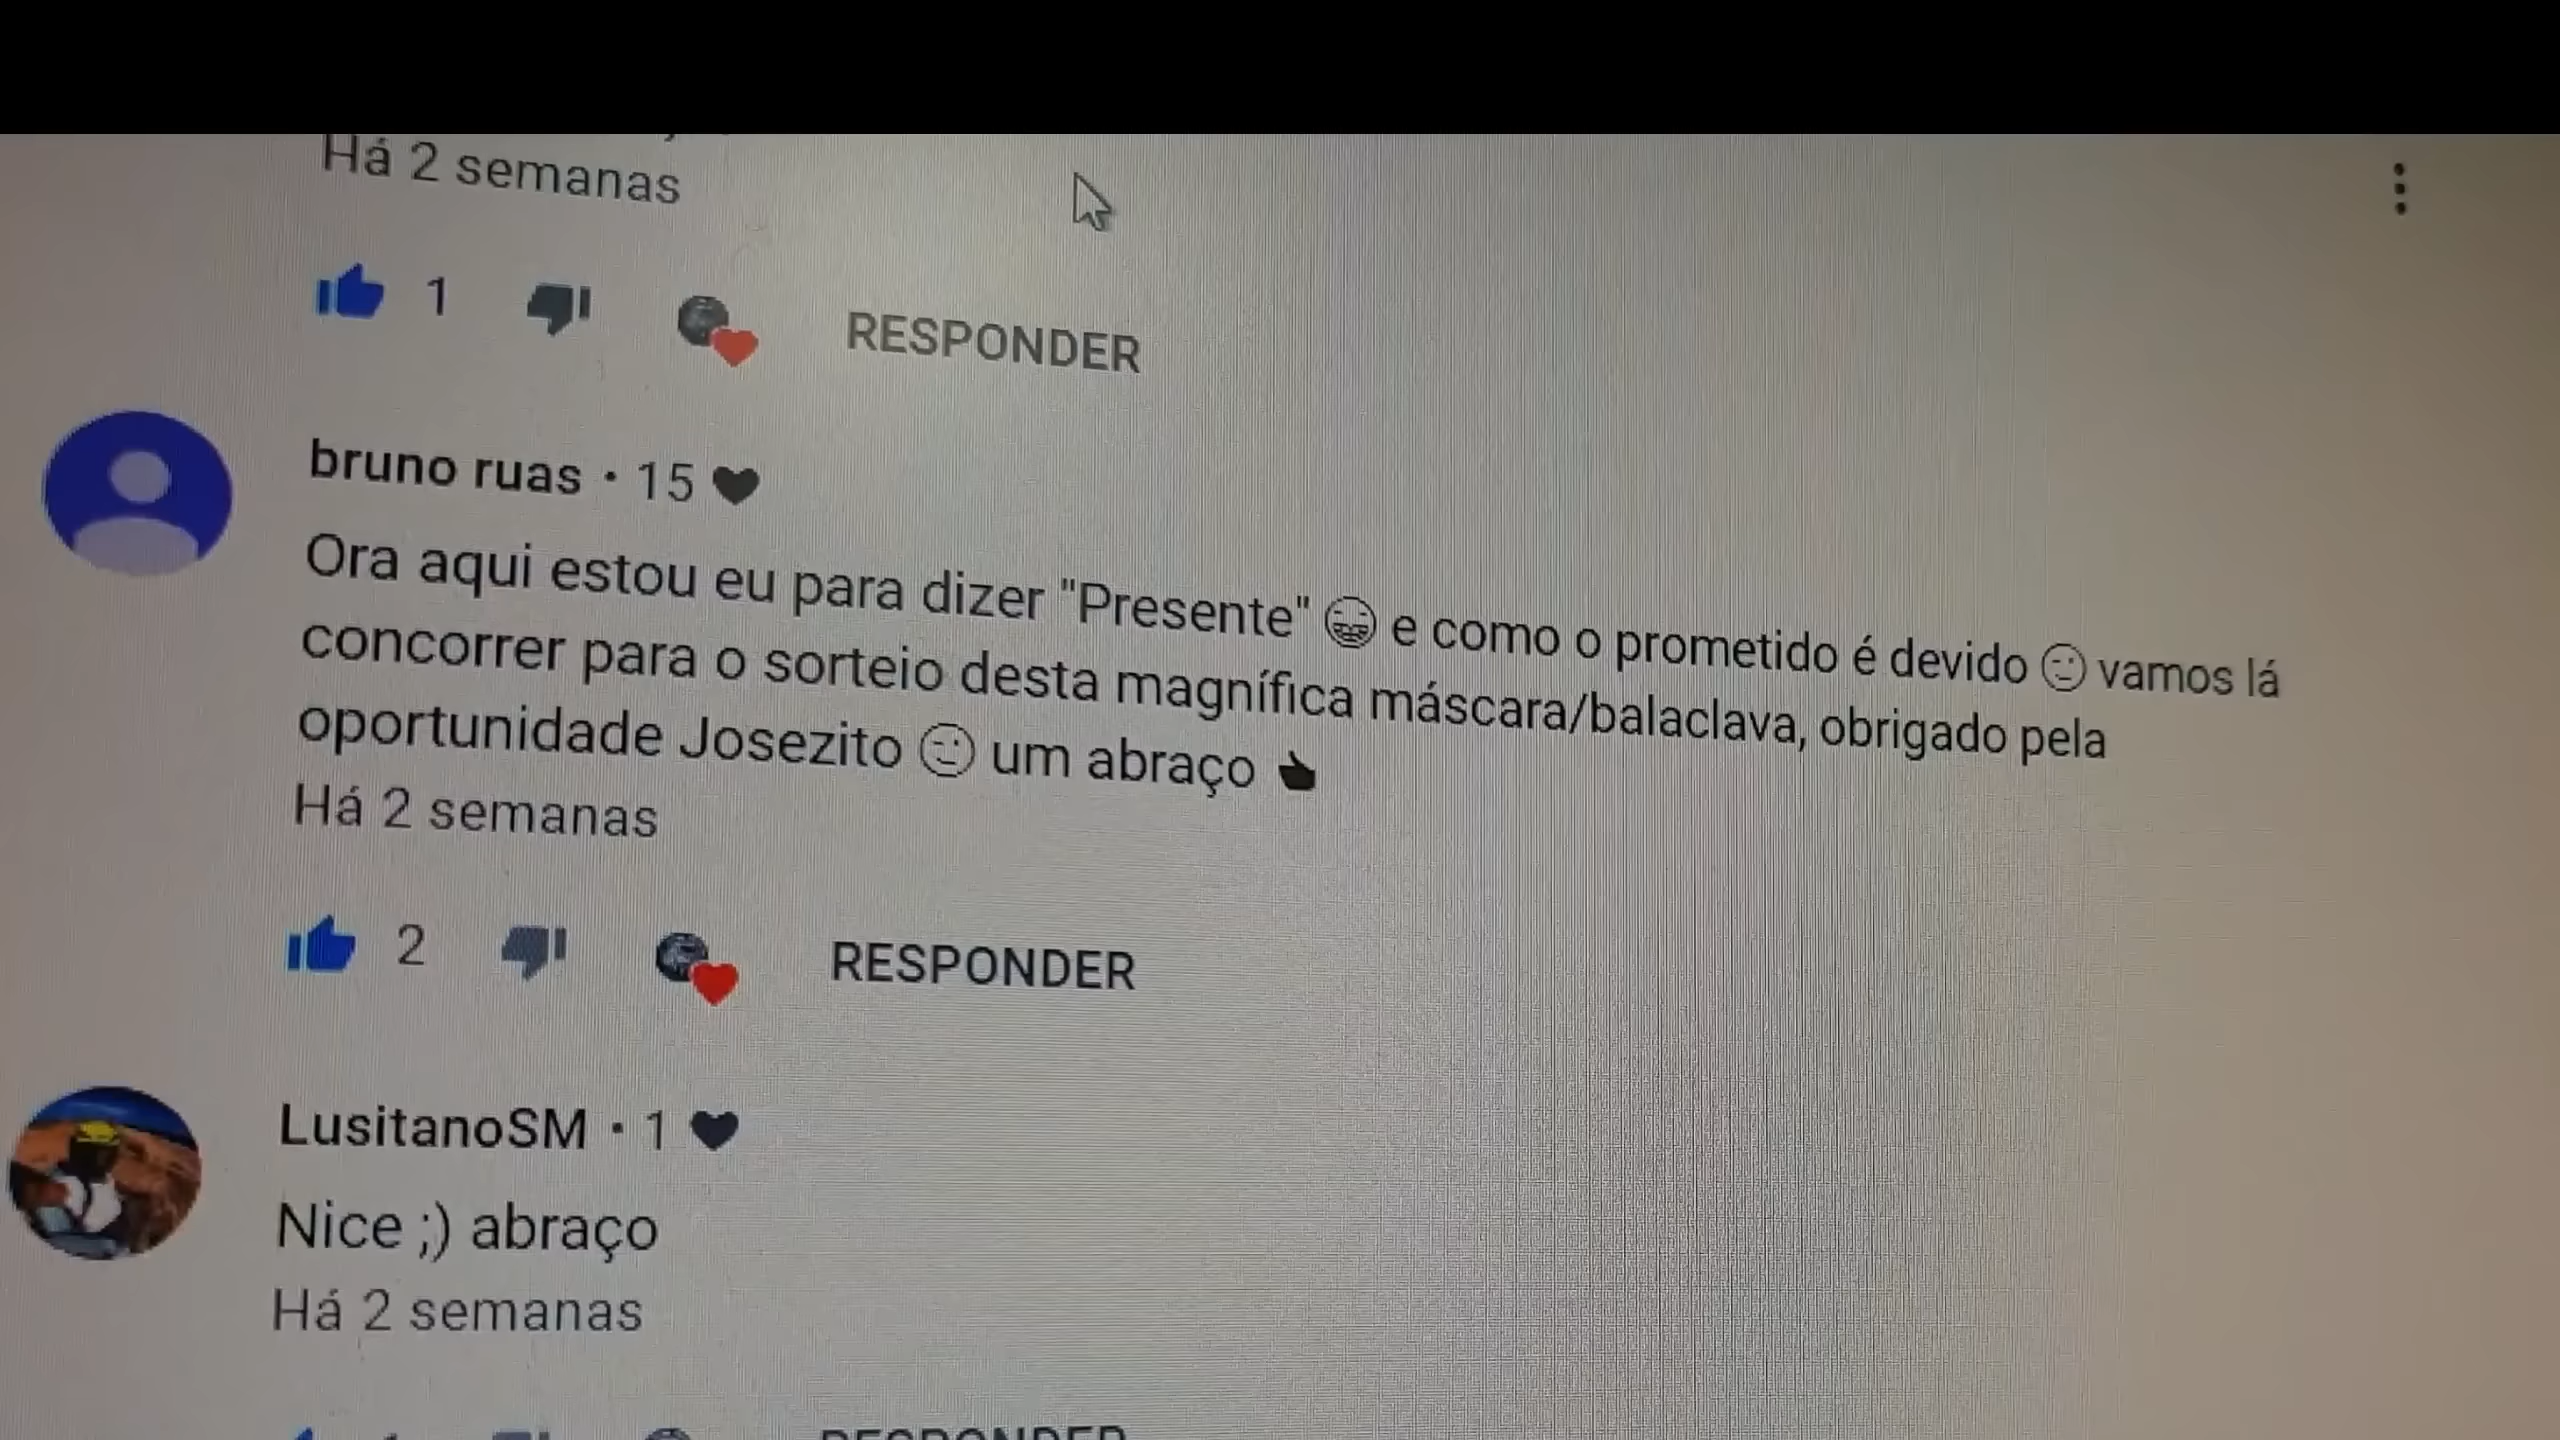 Há 2 semanas
1
RESPONDER
bruno ruas · 15 🖤
Ora aqui estou eu para dizer "Presente" 😁 e como o prometido é devido 😉 vamos lá
concorrer para o sorteio desta magnífica máscara/balaclava, obrigado pela
oportunidade Josezito 😉 um abraço 👍
Há 2 semanas
2
RESPONDER
LusitanoSM · 1 🖤
Nice ;) abraço
Há 2 semanas
RESPONDER